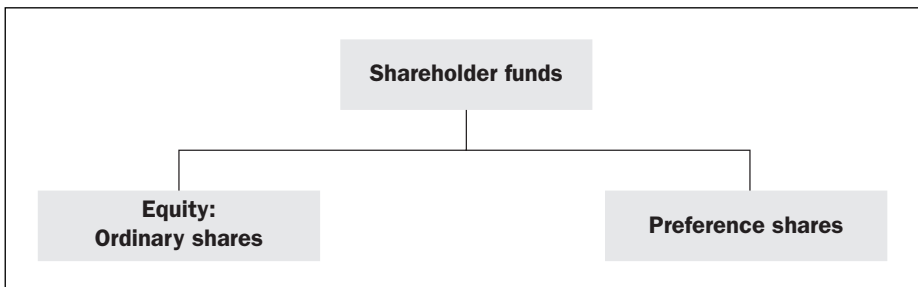 Shareholder funds
Equity:
Ordinary shares
Preference shares